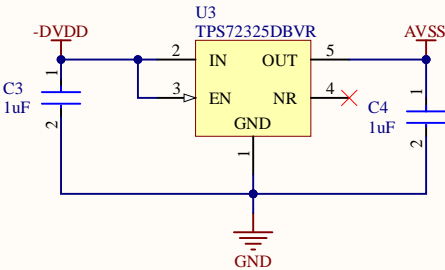 U3
-DVDD
TPS72325DBVR
AVSS
2
IN
OUT
5
1
C3
1uF
3
EN
NR
4
1
C4
1uF
2
GND
2
1
GND